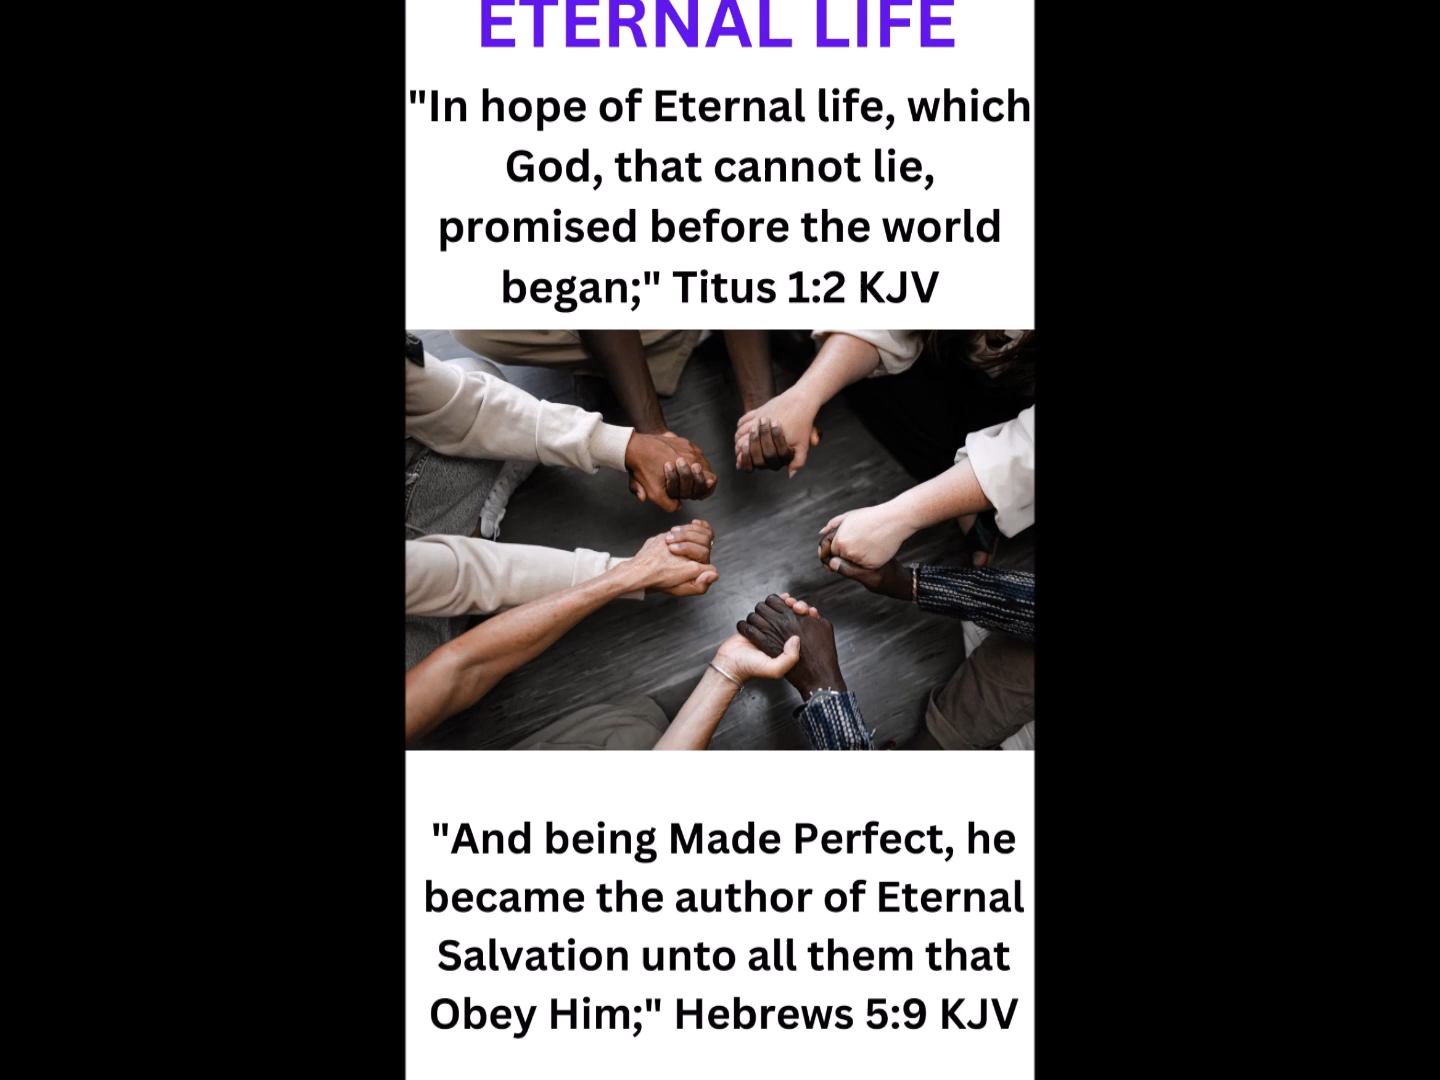 ETERNAL LIFE
"In hope of Eternal life, which
God, that cannot lie,
promised before the world
began;" Titus 1:2 KJV
"And being Made Perfect, he
became the author of Eternal
Salvation unto all them that
Obey Him;" Hebrews 5:9 KJV